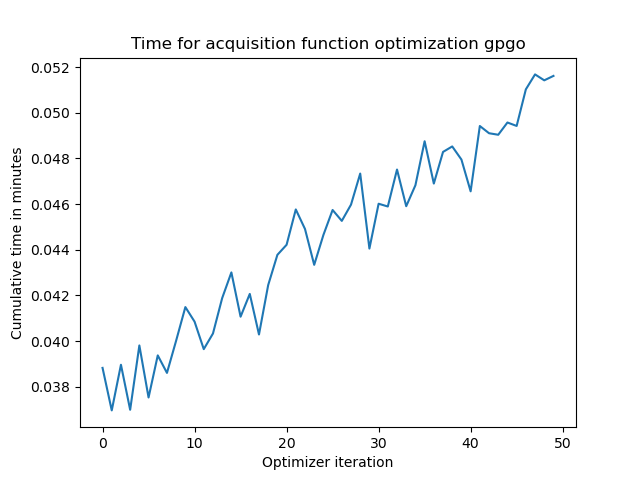 Time for acquisition function optimization gpgo
0.052
0.050
0.048
0.046
0.044
0.042
0.040
0.038
Cumulative time in minutes
0 10 20 30 40 50
Optimizer iteration